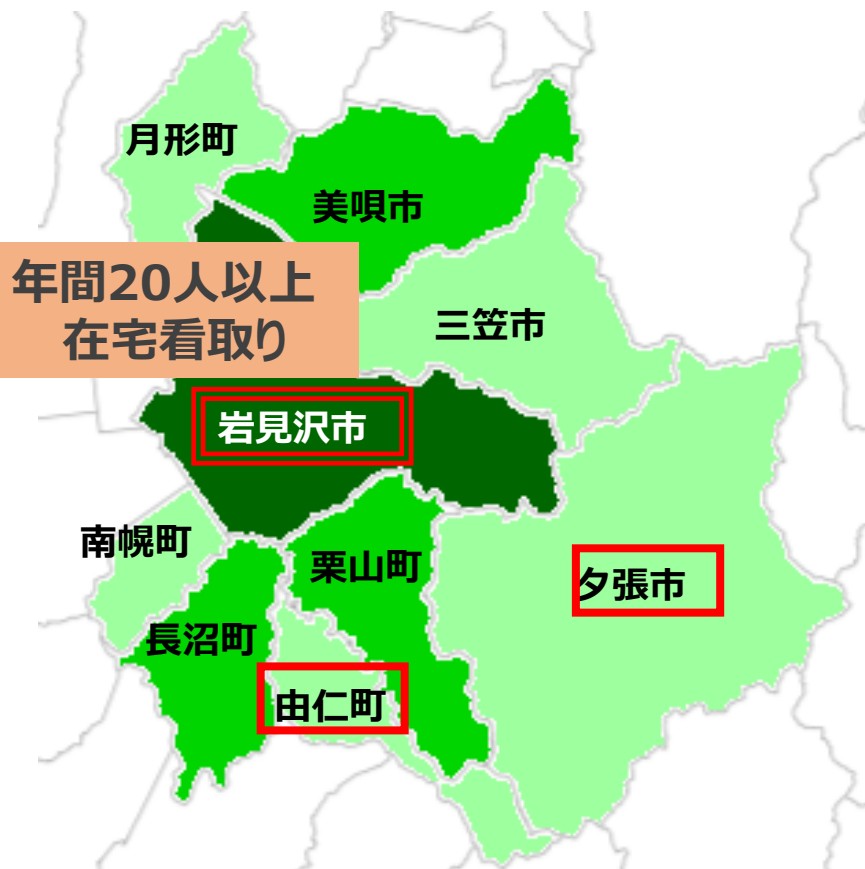 月形町
美唄市
年間20人以上
在宅看取り
三笠市
岩見沢市
南幌町
栗山町
夕張市
長沼町
由仁町